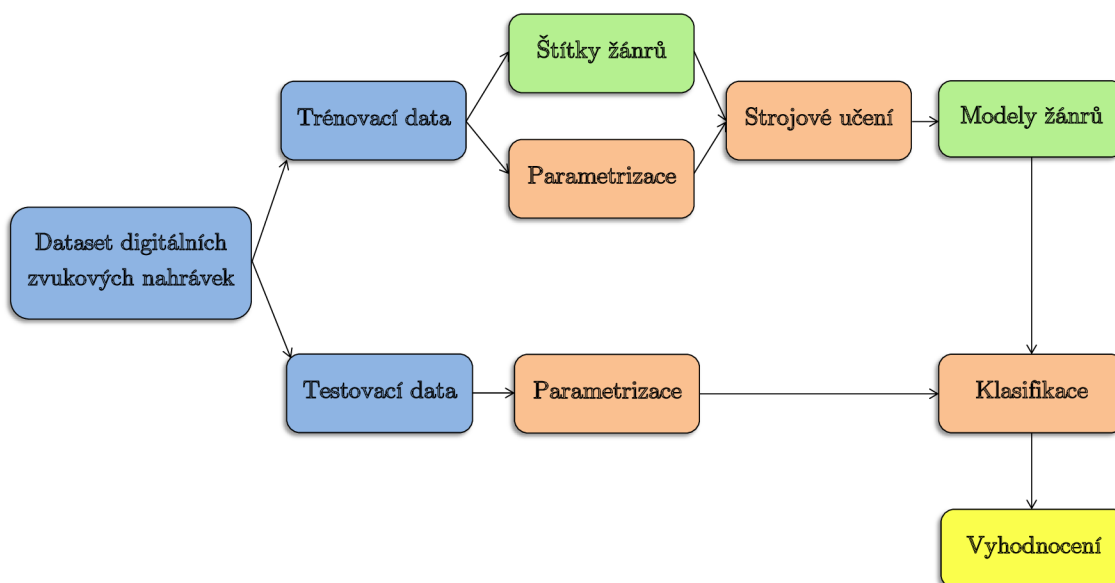 Štítky žánrů
Trénovací data
Strojové učení
Modely žánrů
Parametrizace
Dataset digitálních
zvukových nahrávek
Testovací data
Parametrizace
Klasifikace
Vyhodnocení